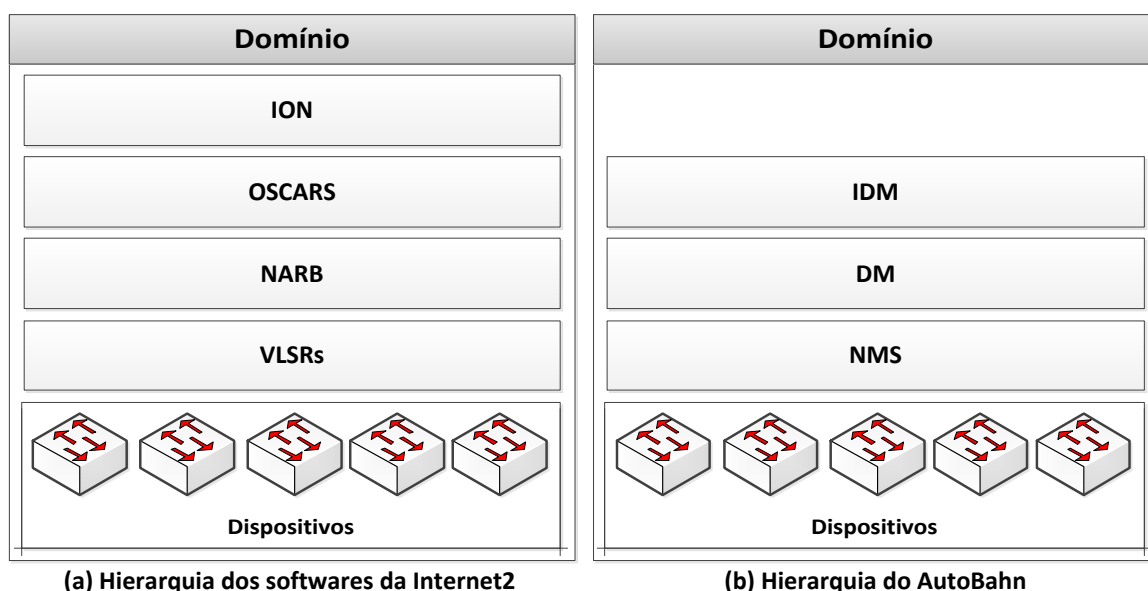 Domínio
ION
OSCARS
NARB
VLSRs
Dispositivos
(a) Hierarquia dos softwares da Internet2
Domínio
IDM
DM
NMS
Dispositivos
(b) Hierarquia do AutoBahn